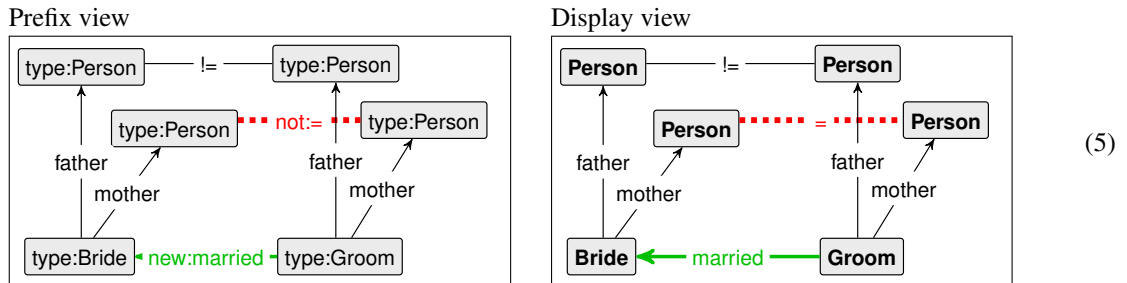 Prefix view
type:Person != type:Person
type:Person not:= type:Person
father father
mother mother
type:Bride new:married type:Groom
Display view
Person != Person
Person = Person
father father
mother mother
Bride married Groom
(5)